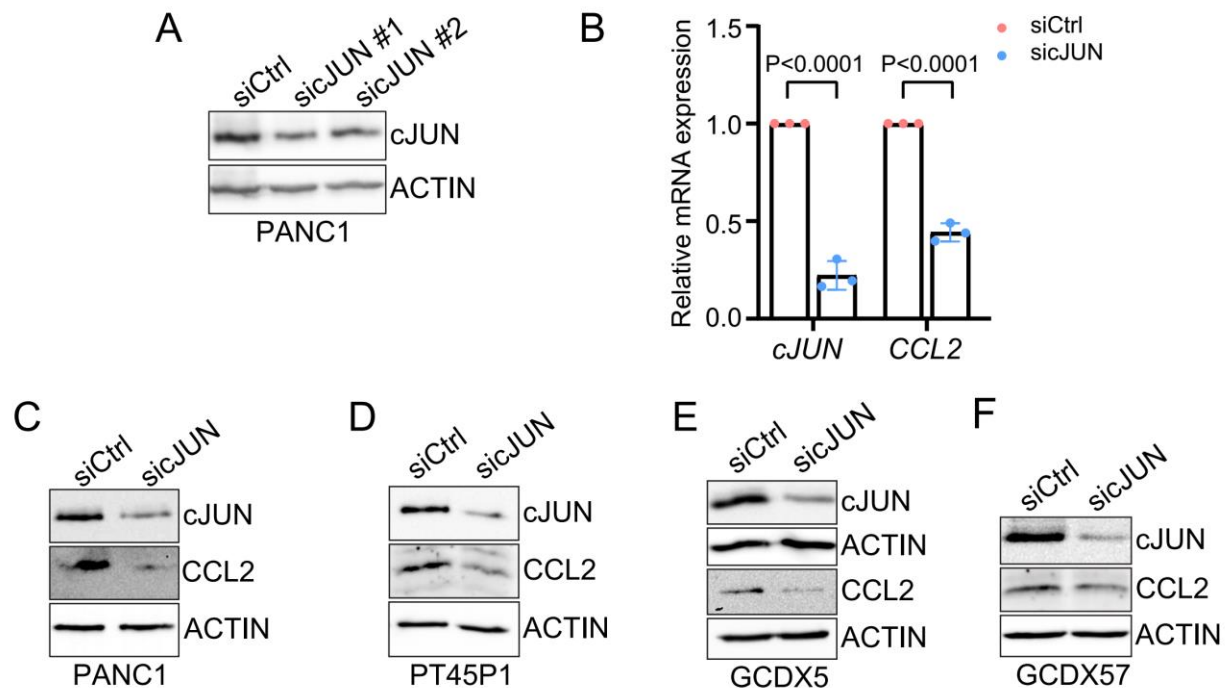 A
siCtrl
sicJUN #1
sicJUN #2
cJUN
ACTIN
PANC1
B
siCtrl
sicJUN
Relative mRNA expression
1.5
1.0
0.5
0.0
P<0.0001 P<0.0001
cJUN CCL2
C
siCtrl
sicJUN
cJUN
CCL2
ACTIN
PANC1
D
siCtrl
sicJUN
cJUN
CCL2
ACTIN
PT45P1
E
siCtrl
sicJUN
cJUN
ACTIN
CCL2
ACTIN
GCDX5
F
siCtrl
sicJUN
cJUN
CCL2
ACTIN
GCDX57